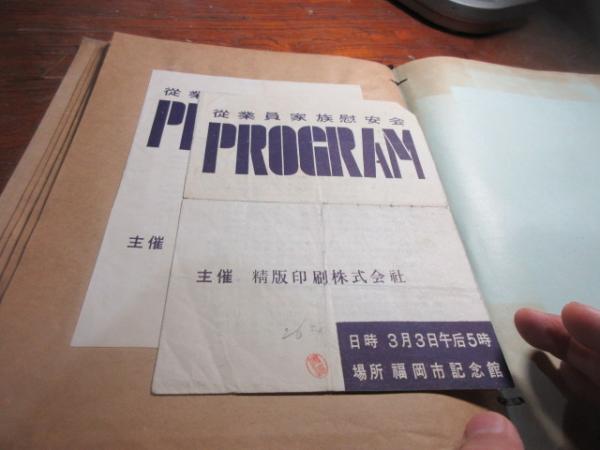 従業員家族慰安会
PROGRAM
主催 精版印刷株式会社
日時 3月3日午后5時
場所 福岡市記念館
従業
P
主催